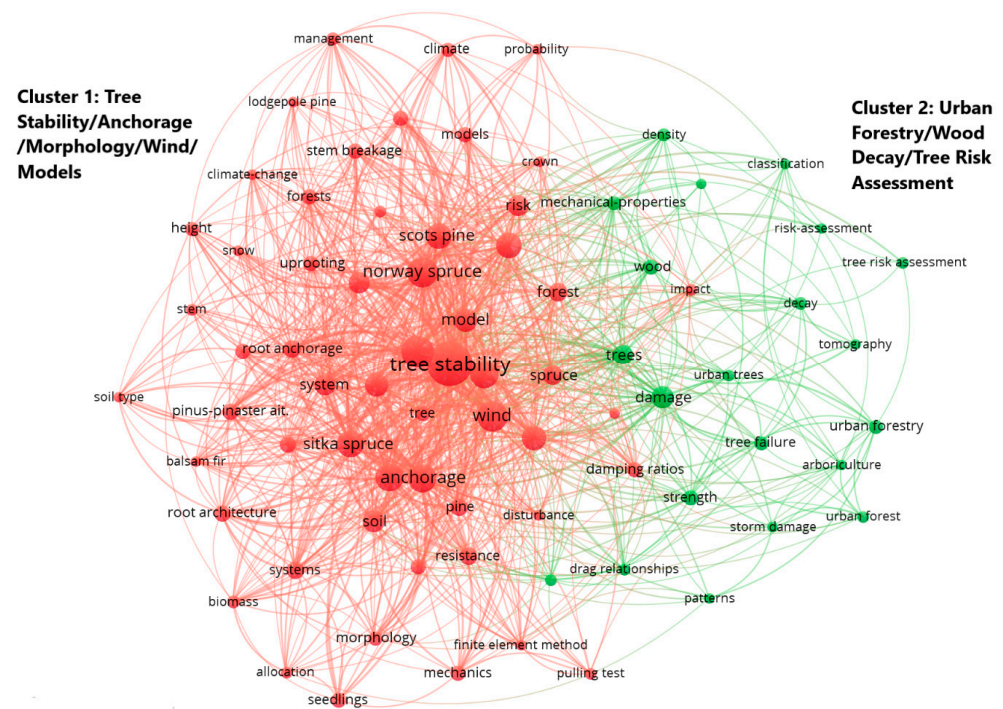 management
climate
probability
Cluster 1: Tree
Stability/Anchorage
/Morphology/Wind/
Models
Cluster 2: Urban
Forestry/Wood
Decay/Tree Risk
Assessment
lodgepole pine
models
density
stem breakage
crown
classification
climate-change
forests
risk
mechanical-properties
height
scots pine
risk-assessment
snow
uprooting
norway spruce
wood
tree risk assessment
stem
forest
impact
decay
model
root anchorage
trees
tomography
tree stability
system
spruce
urban trees
soil type
pinus-pinaster ait.
tree
wind
damage
urban forestry
sitka spruce
tree failure
balsam fir
damping ratios
arboriculture
anchorage
strength
root architecture
soil
pine
disturbance
storm damage
urban forest
resistance
systems
drag relationships
biomass
patterns
morphology
finite element method
allocation
mechanics
pulling test
seedlings